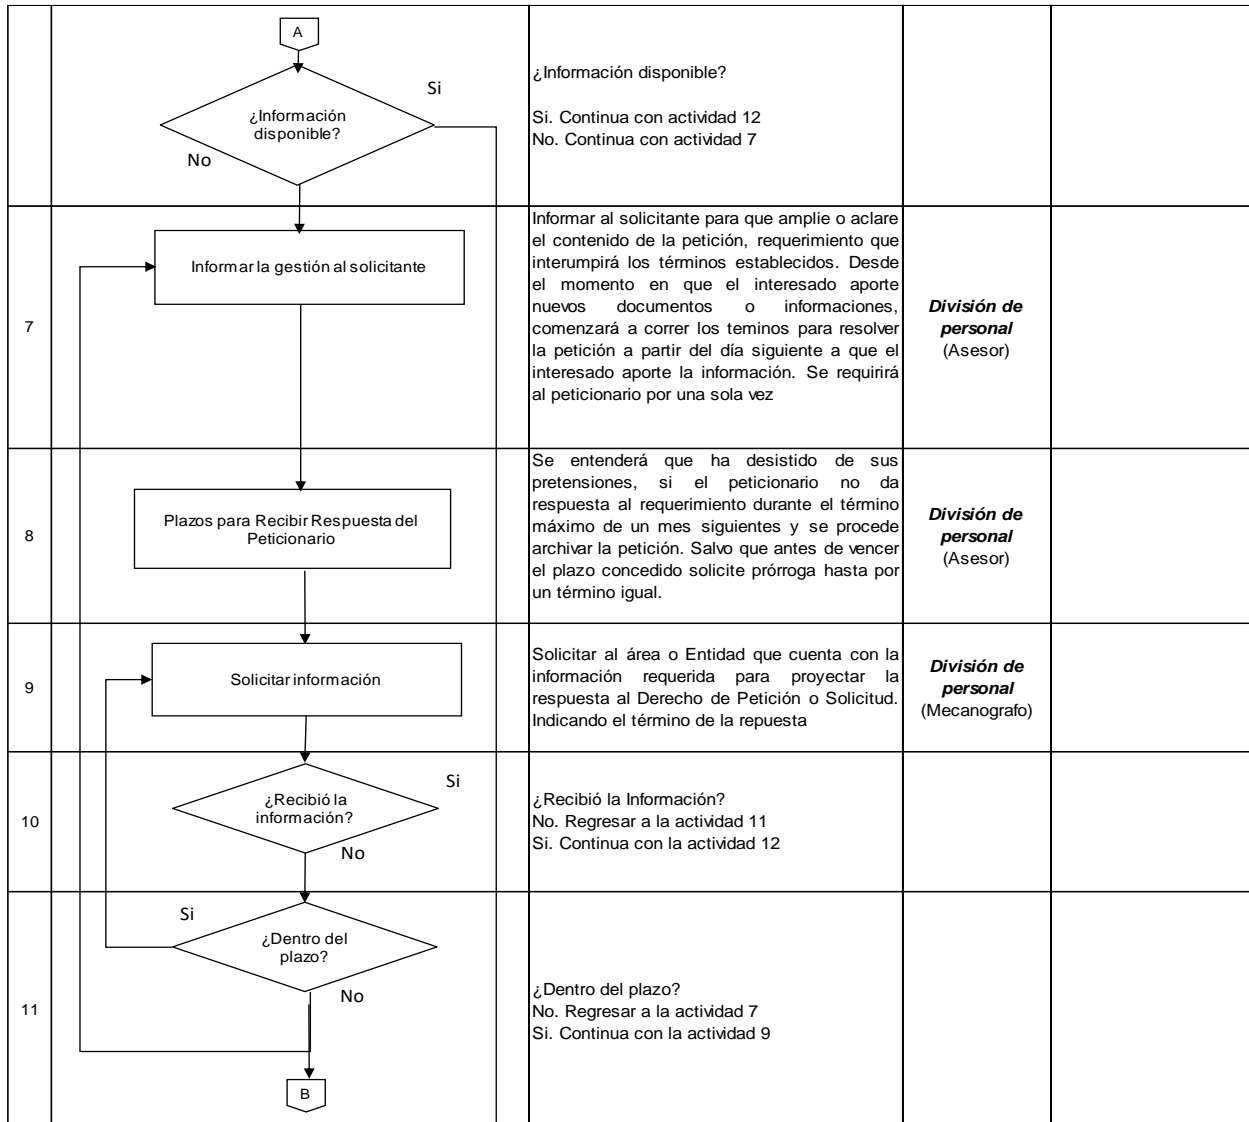 A
¿Información
disponible?
Si
No
¿Información disponible?
Si. Continua con actividad 12
No. Continua con actividad 7
7
Informar la gestión al solicitante
Informar al solicitante para que amplie o aclare
el contenido de la petición, requerimiento que
interrumpirá los términos establecidos. Desde
el momento en que el interesado aporte
nuevos documentos o informaciones,
comenzará a correr los teminos para resolver
la petición a partir del día siguiente a que el
interesado aporte la información. Se requirirá
al peticionario por una sola vez
División de
personal
(Asesor)
8
Plazos para Recibir Respuesta del
Peticionario
Se entenderá que ha desistido de sus
pretensiones, si el peticionario no da
respuesta al requerimiento durante el término
máximo de un mes siguientes y se procede
archivar la petición. Salvo que antes de vencer
el plazo concedido solicite prórroga hasta por
un término igual.
División de
personal
(Asesor)
9
Solicitar información
Solicitar al área o Entidad que cuenta con la
información requerida para proyectar la
respuesta al Derecho de Petición o Solicitud.
Indicando el término de la repuesta
División de
personal
(Mecanografo)
10
¿Recibió la
información?
Si
No
¿Recibió la Información?
No. Regresar a la actividad 11
Si. Continua con la actividad 12
11
Si
¿Dentro del
plazo?
No
¿Dentro del plazo?
No. Regresar a la actividad 7
Si. Continua con la actividad 9
B